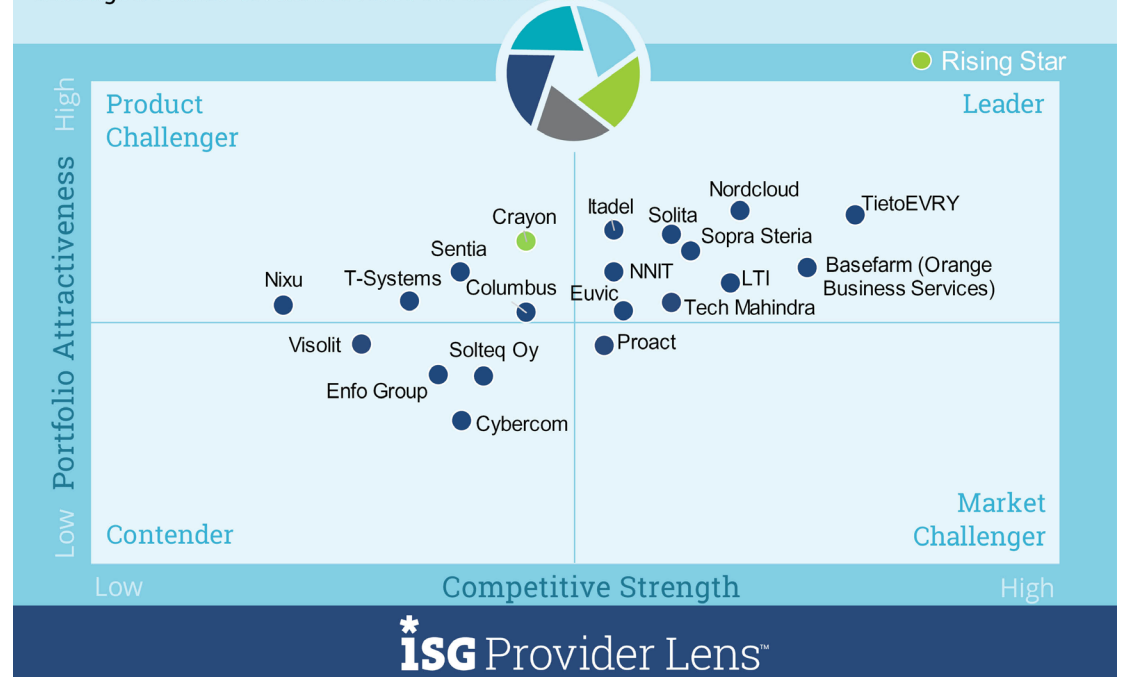 Rising Star
High
Product
Challenger
Leader
Portfolio Attractiveness
Nordcloud
TietoEVRY
Itadel
Solita
Crayon
Sopra Steria
Sentia
Basefarm (Orange
Business Services)
NNIT
LTI
Nixu
T-Systems
Columbus
Euvic
Tech Mahindra
Visolit
Solteq Oy
Proact
Enfo Group
Cybercom
Low
Contender
Market
Challenger
Low
Competitive Strength
High
*ISG Provider Lens™